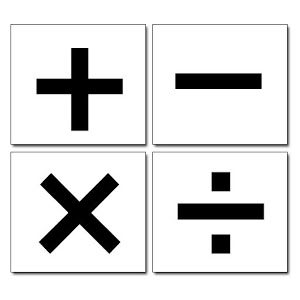 + −
× ÷